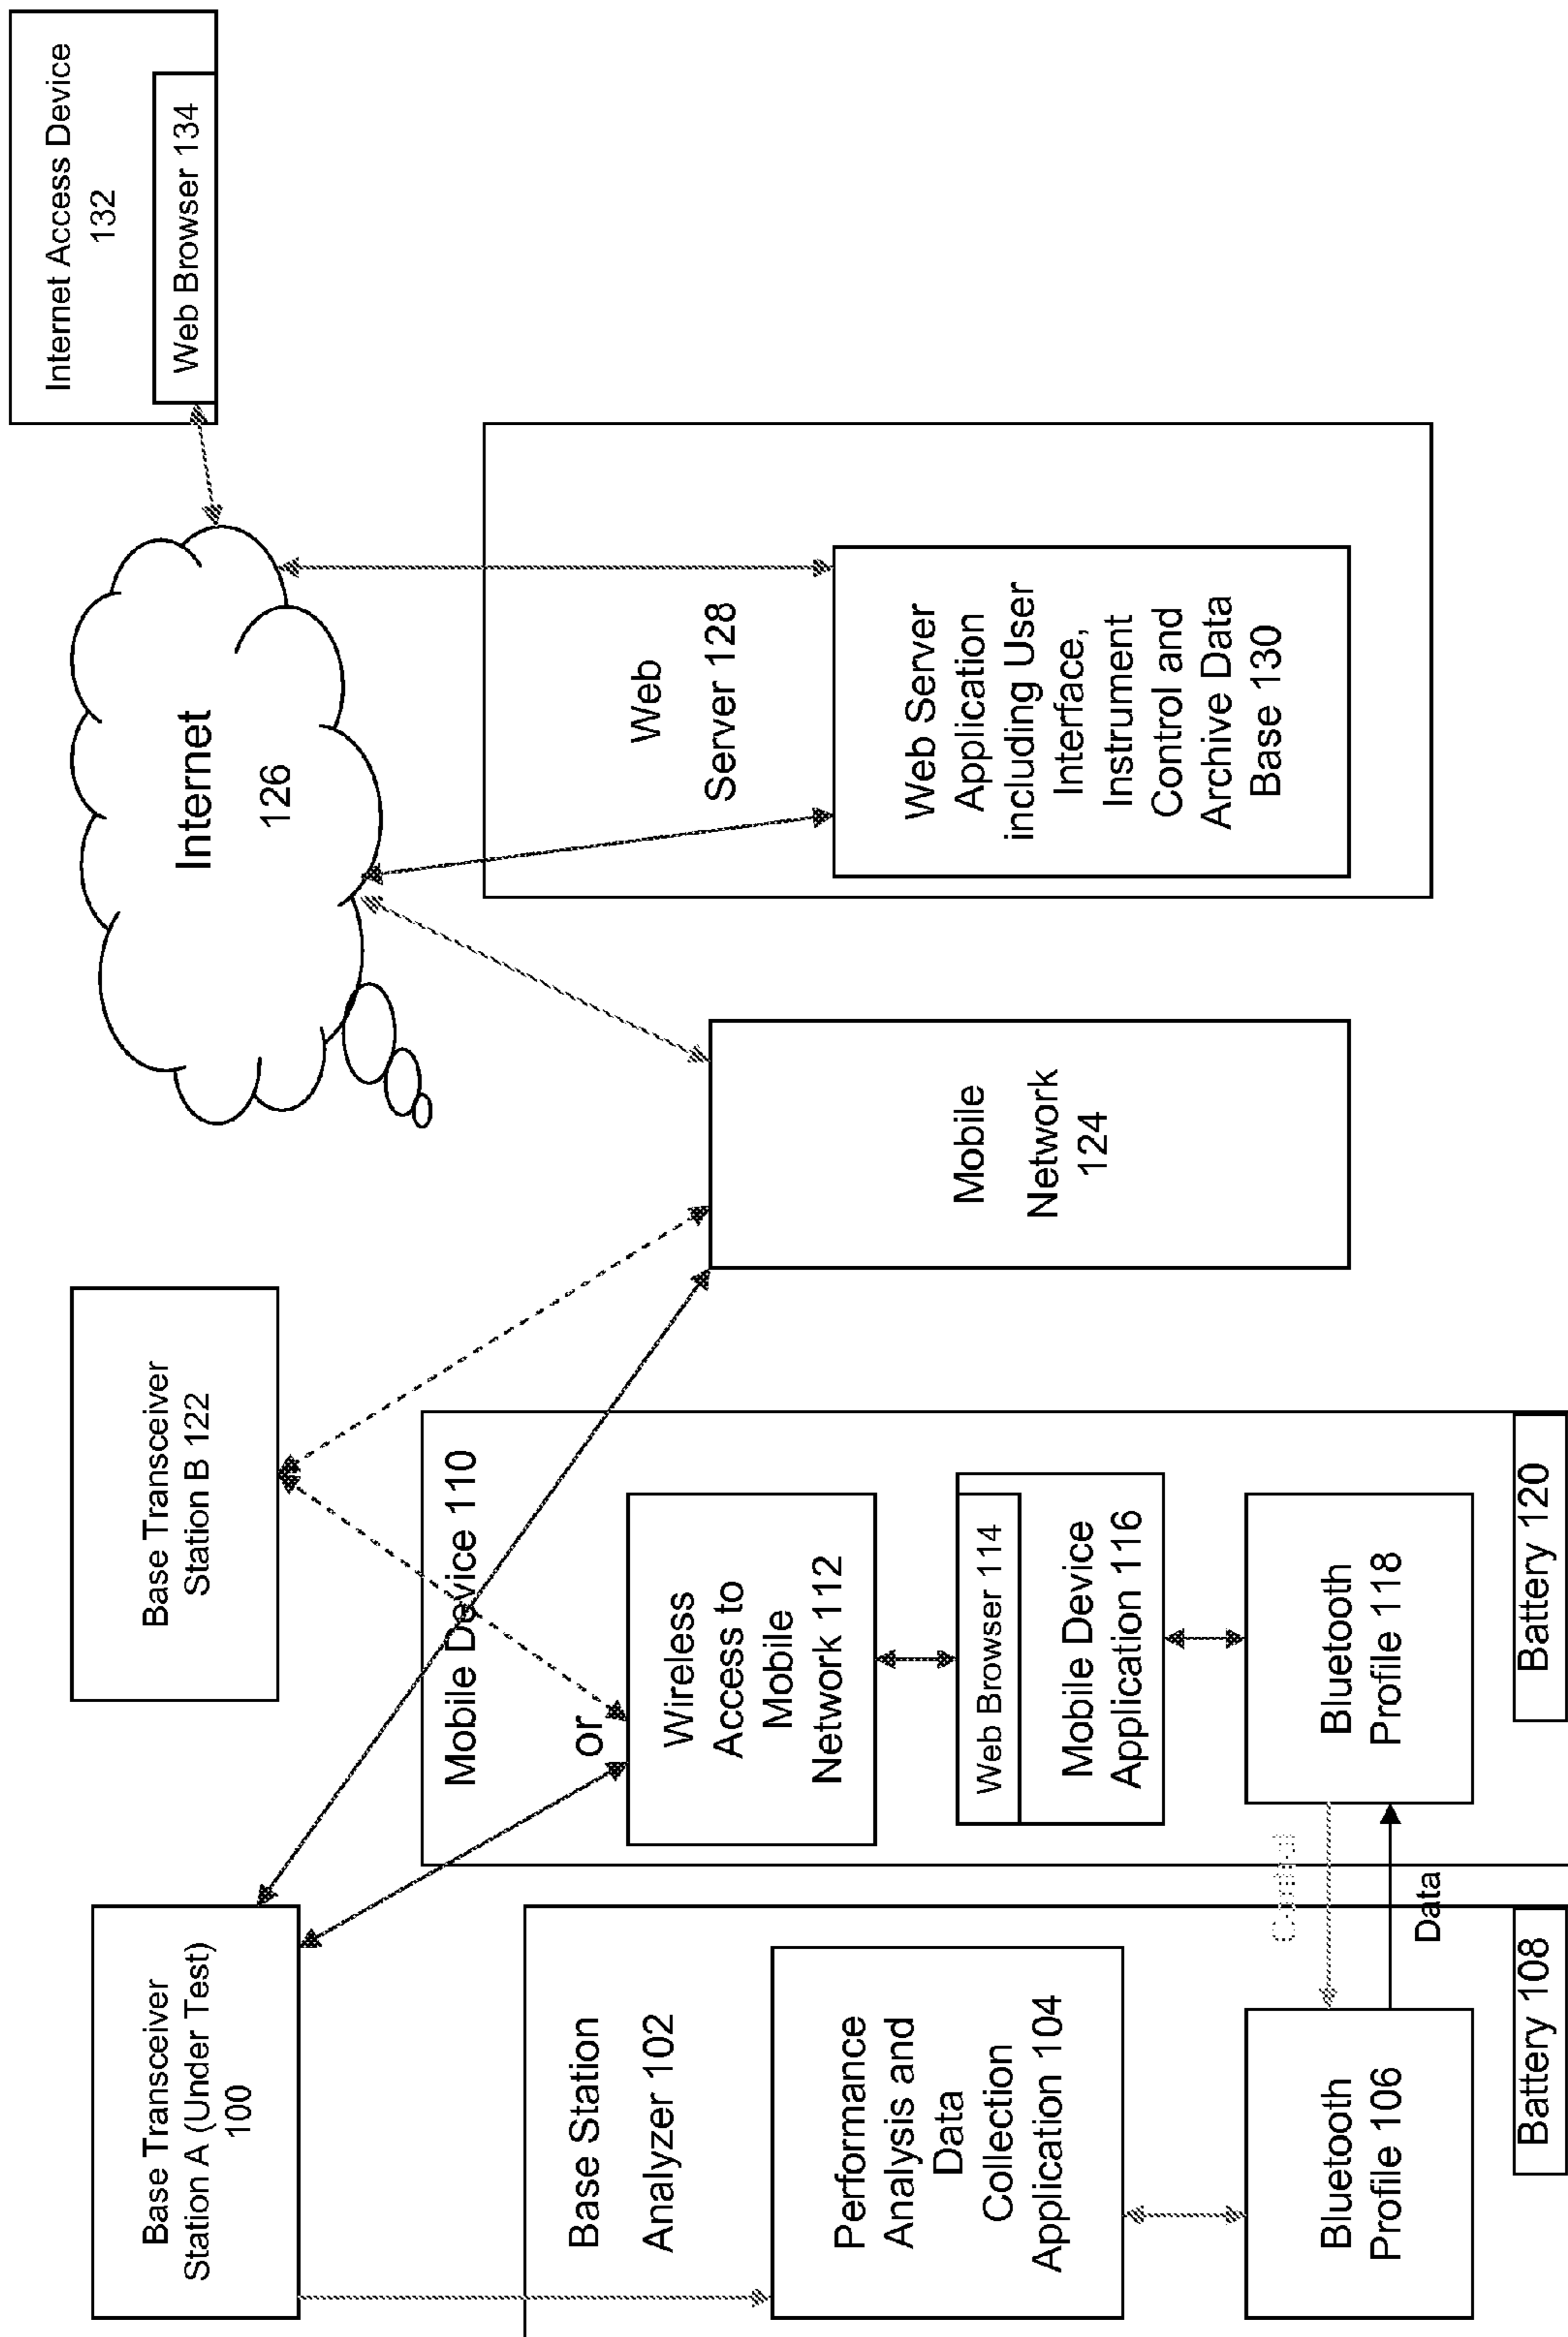 Base Transceiver
Station A (Under Test)
100
Base Station
Analyzer 102
Performance
Analysis and
Data
Collection
Application 104
Bluetooth
Profile 106
Battery 108
Data
Base Transceiver
Station B 122
Mobile Device 110
or
Wireless
Access to
Mobile
Network 112
Web Browser 114
Mobile Device
Application 116
Bluetooth
Profile 118
Battery 120
Mobile
Network
124
Internet
126
Web
Server 128
Web Server
Application
including User
Interface,
Instrument
Control and
Archive Data
Base 130
Internet Access Device
132
Web Browser 134